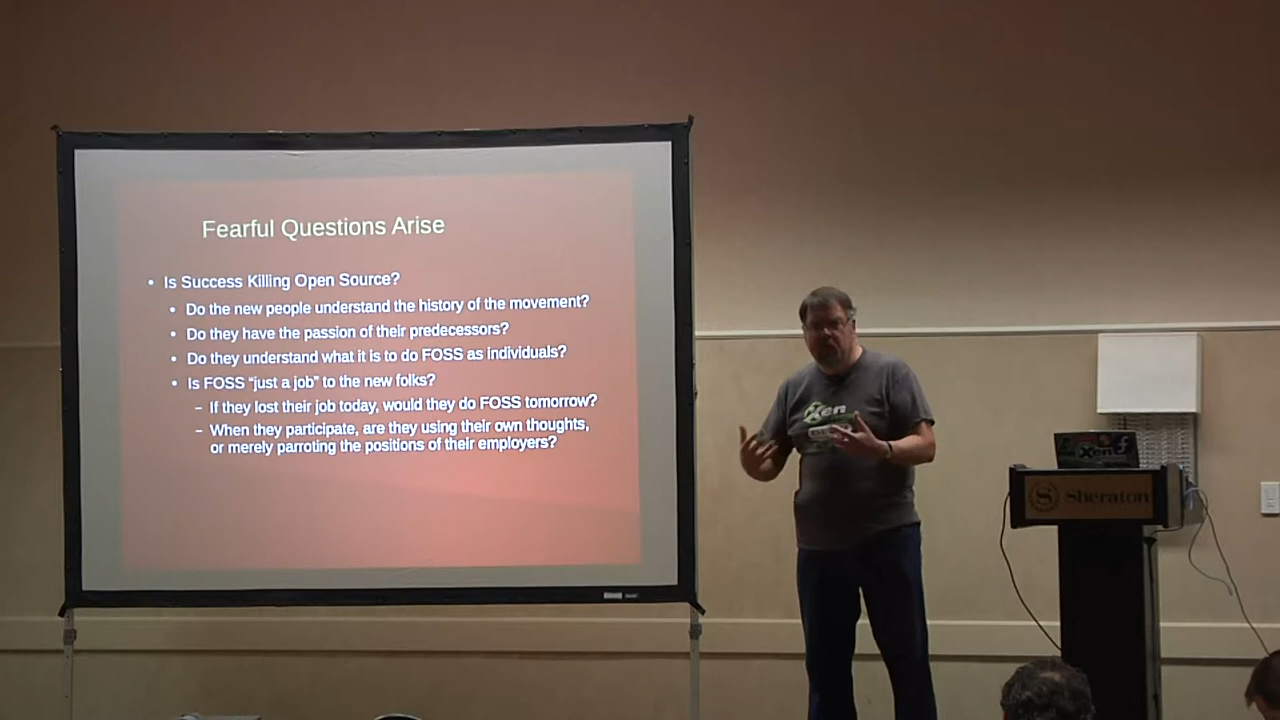 Fearful Questions Arise
• Is Success Killing Open Source?
• Do the new people understand the history of the movement?
• Do they have the passion of their predecessors?
• Do they understand what it is to do FOSS as individuals?
• Is FOSS "just a job" to the new folks?
– If they lost their job today, would they do FOSS tomorrow?
– When they participate, are they using their own thoughts,
or merely parroting the positions of their employers?
Xen
Xen
S Sheraton